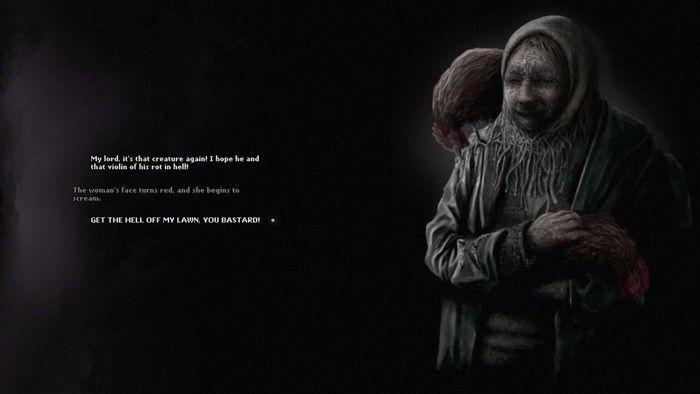 My lord, it's that creature again! I hope he and
that violin of his rot in hell!
The woman's face turns red, and she begins to
scream.
GET THE HELL OFF MY LAWN, YOU BASTARD!